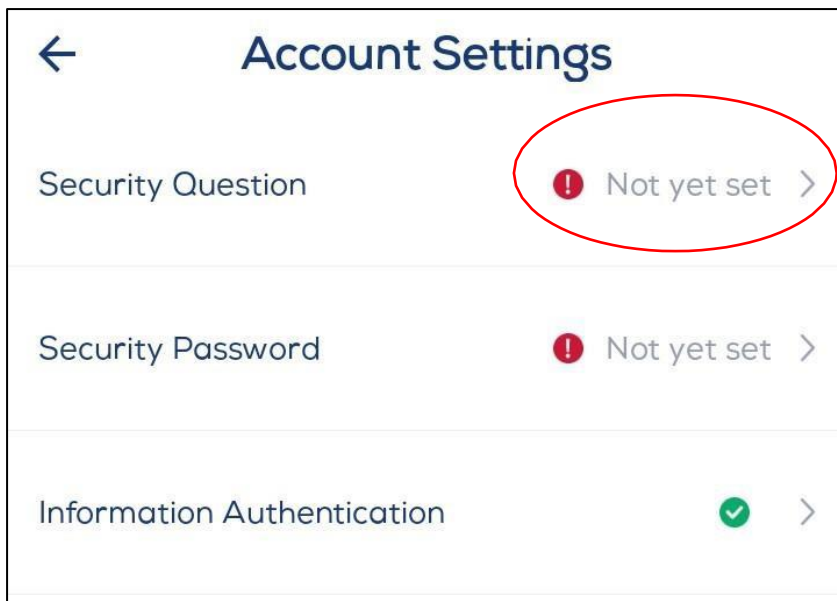 Account Settings
Security Question Not yet set
Security Password Not yet set
Information Authentication